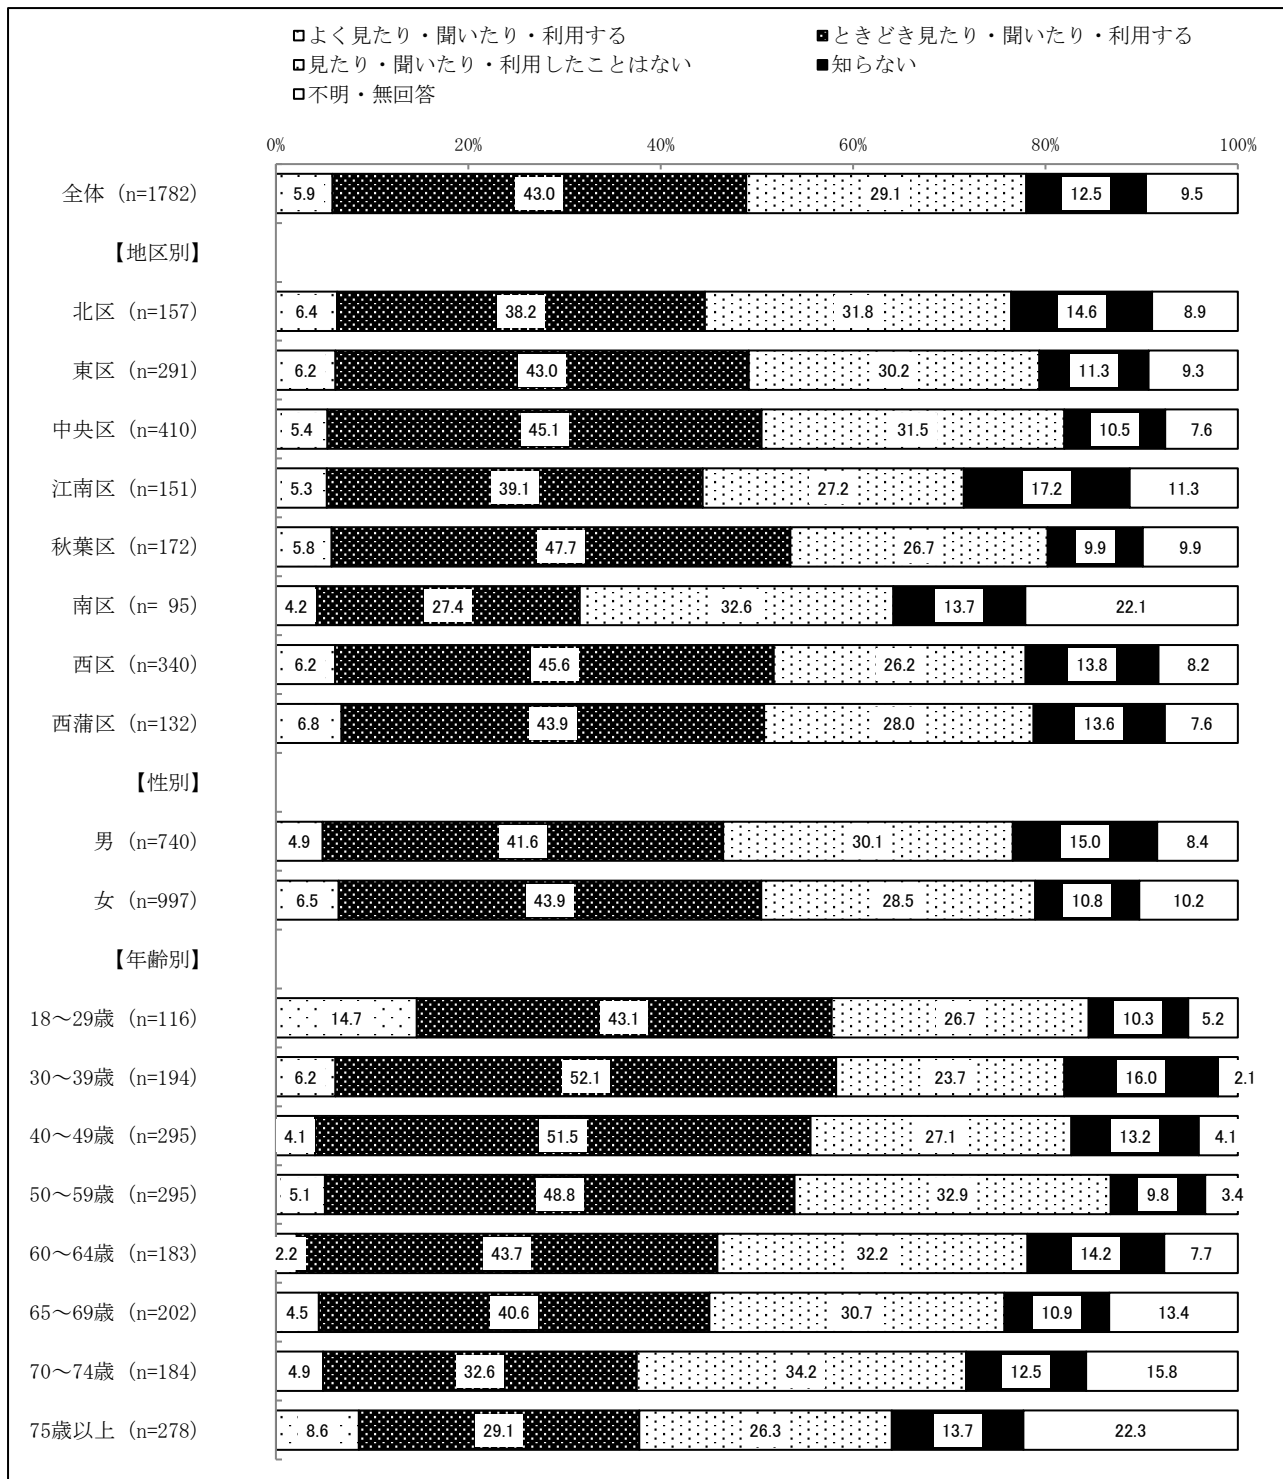 よく見たり・聞いたり・利用する ときどき見たり・聞いたり・利用する
見たり・聞いたり・利用したことはない 知らない
不明・無回答
0% 20% 40% 60% 80% 100%
全体 (n=1782) 5.9 43.0 29.1 12.5 9.5
【地区別】
北区 (n=157) 6.4 38.2 31.8 14.6 8.9
東区 (n=291) 6.2 43.0 30.2 11.3 9.3
中央区 (n=410) 5.4 45.1 31.5 10.5 7.6
江南区 (n=151) 5.3 39.1 27.2 17.2 11.3
秋葉区 (n=172) 5.8 47.7 26.7 9.9 9.9
南区 (n= 95) 4.2 27.4 32.6 13.7 22.1
西区 (n=340) 6.2 45.6 26.2 13.8 8.2
西蒲区 (n=132) 6.8 43.9 28.0 13.6 7.6
【性別】
男 (n=740) 4.9 41.6 30.1 15.0 8.4
女 (n=997) 6.5 43.9 28.5 10.8 10.2
【年齢別】
18～29歳 (n=116) 14.7 43.1 26.7 10.3 5.2
30～39歳 (n=194) 6.2 52.1 23.7 16.0 2.1
40～49歳 (n=295) 4.1 51.5 27.1 13.2 4.1
50～59歳 (n=295) 5.1 48.8 32.9 9.8 3.4
60～64歳 (n=183) 2.2 43.7 32.2 14.2 7.7
65～69歳 (n=202) 4.5 40.6 30.7 10.9 13.4
70～74歳 (n=184) 4.9 32.6 34.2 12.5 15.8
75歳以上 (n=278) 8.6 29.1 26.3 13.7 22.3